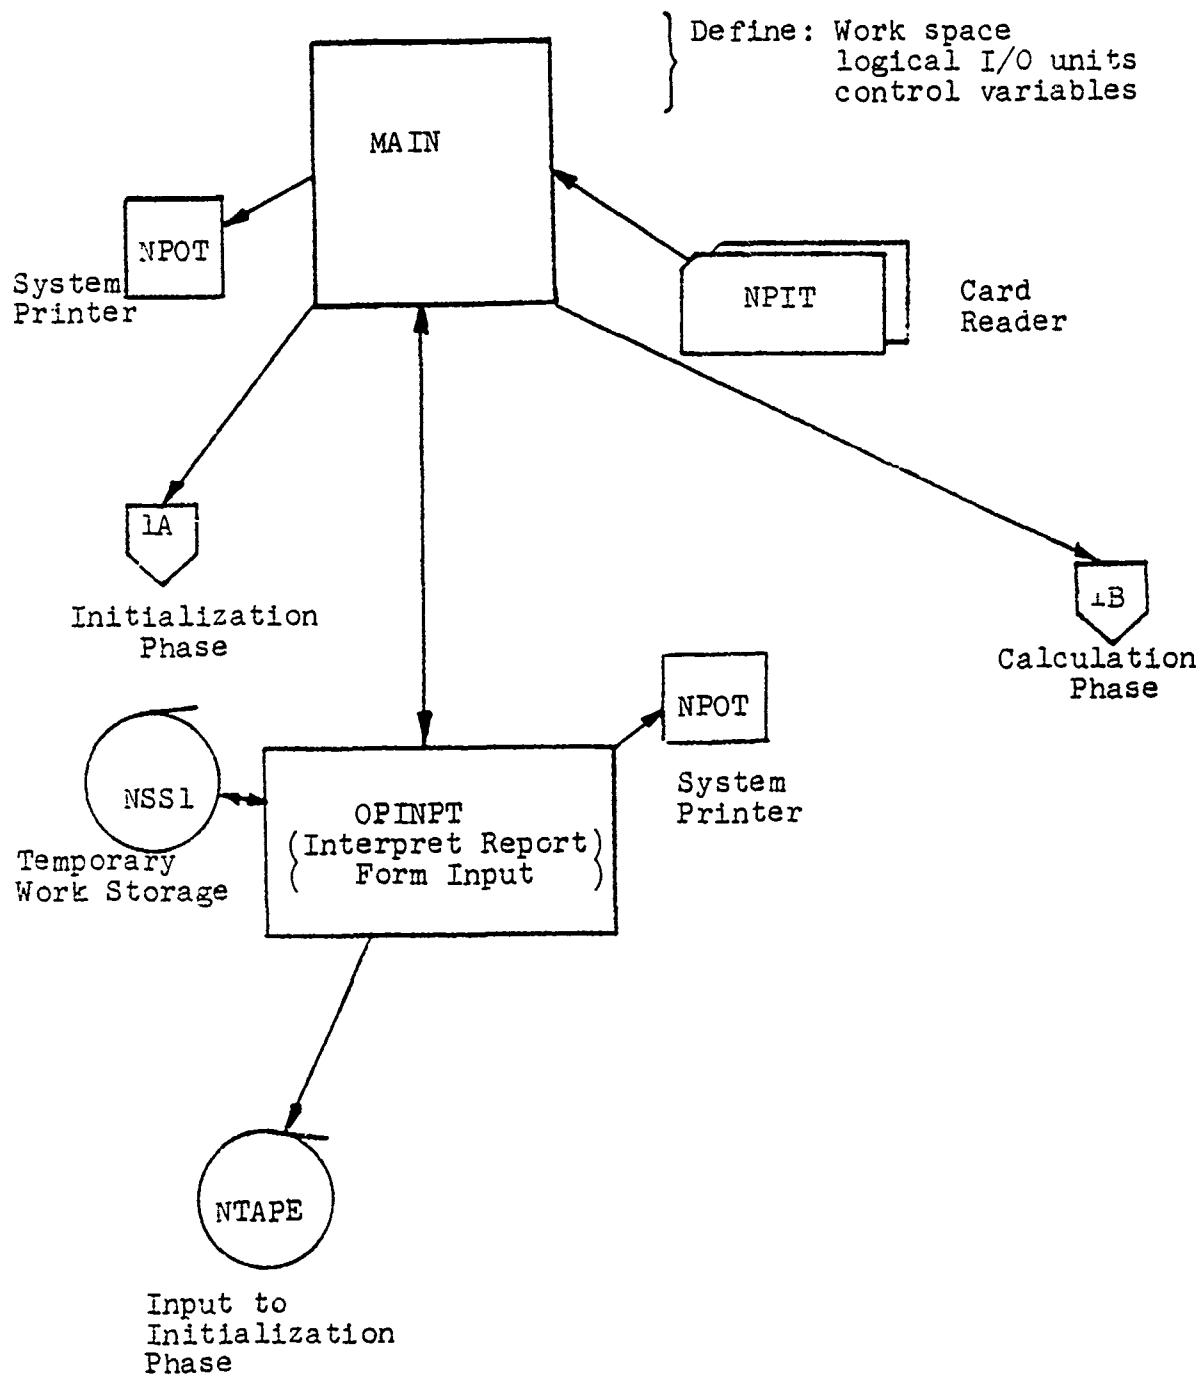 Define: Work space
logical I/O units
control variables
MAIN
NPOT
System
Printer
NPIT
Card
Reader
1A
Initialization
Phase
1B
Calculation
Phase
NPOT
System
Printer
NSS1
Temporary
Work Storage
OPINPT
(Interpret Report)
( Form Input )
NTAPE
Input to
Initialization
Phase